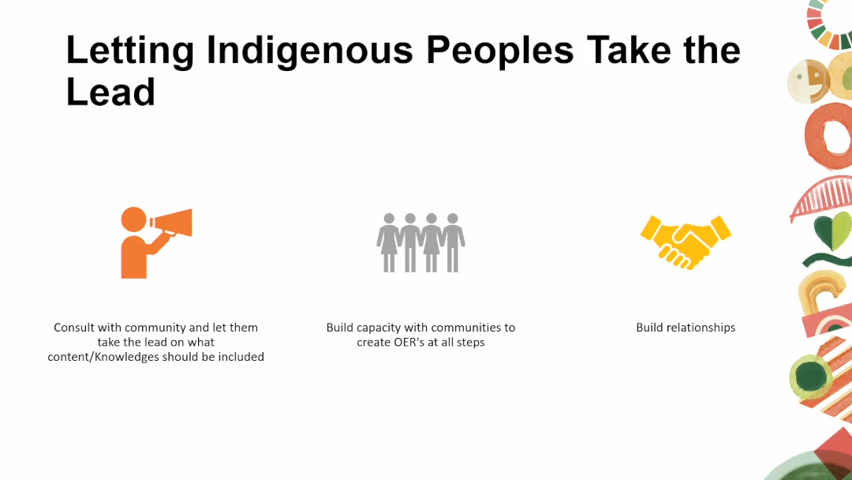 Letting Indigenous Peoples Take the
Lead
Consult with community and let them
take the lead on what
content/Knowledges should be included
Build capacity with communities to
create OER's at all steps
Build relationships